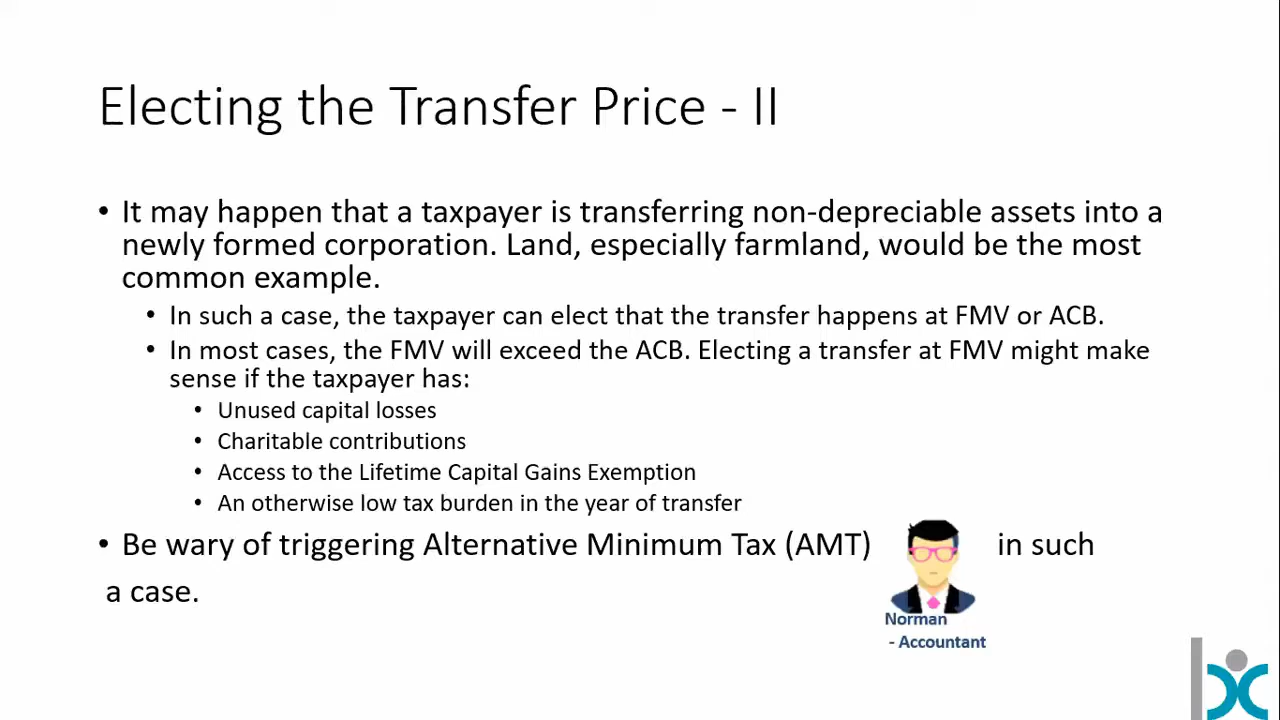 Electing the Transfer Price - II
• It may happen that a taxpayer is transferring non-depreciable assets into a
newly formed corporation. Land, especially farmland, would be the most
common example.
• In such a case, the taxpayer can elect that the transfer happens at FMV or ACB.
• In most cases, the FMV will exceed the ACB. Electing a transfer at FMV might make
sense if the taxpayer has:
• Unused capital losses
• Charitable contributions
• Access to the Lifetime Capital Gains Exemption
• An otherwise low tax burden in the year of transfer
• Be wary of triggering Alternative Minimum Tax (AMT) in such
a case.
Norman
- Accountant